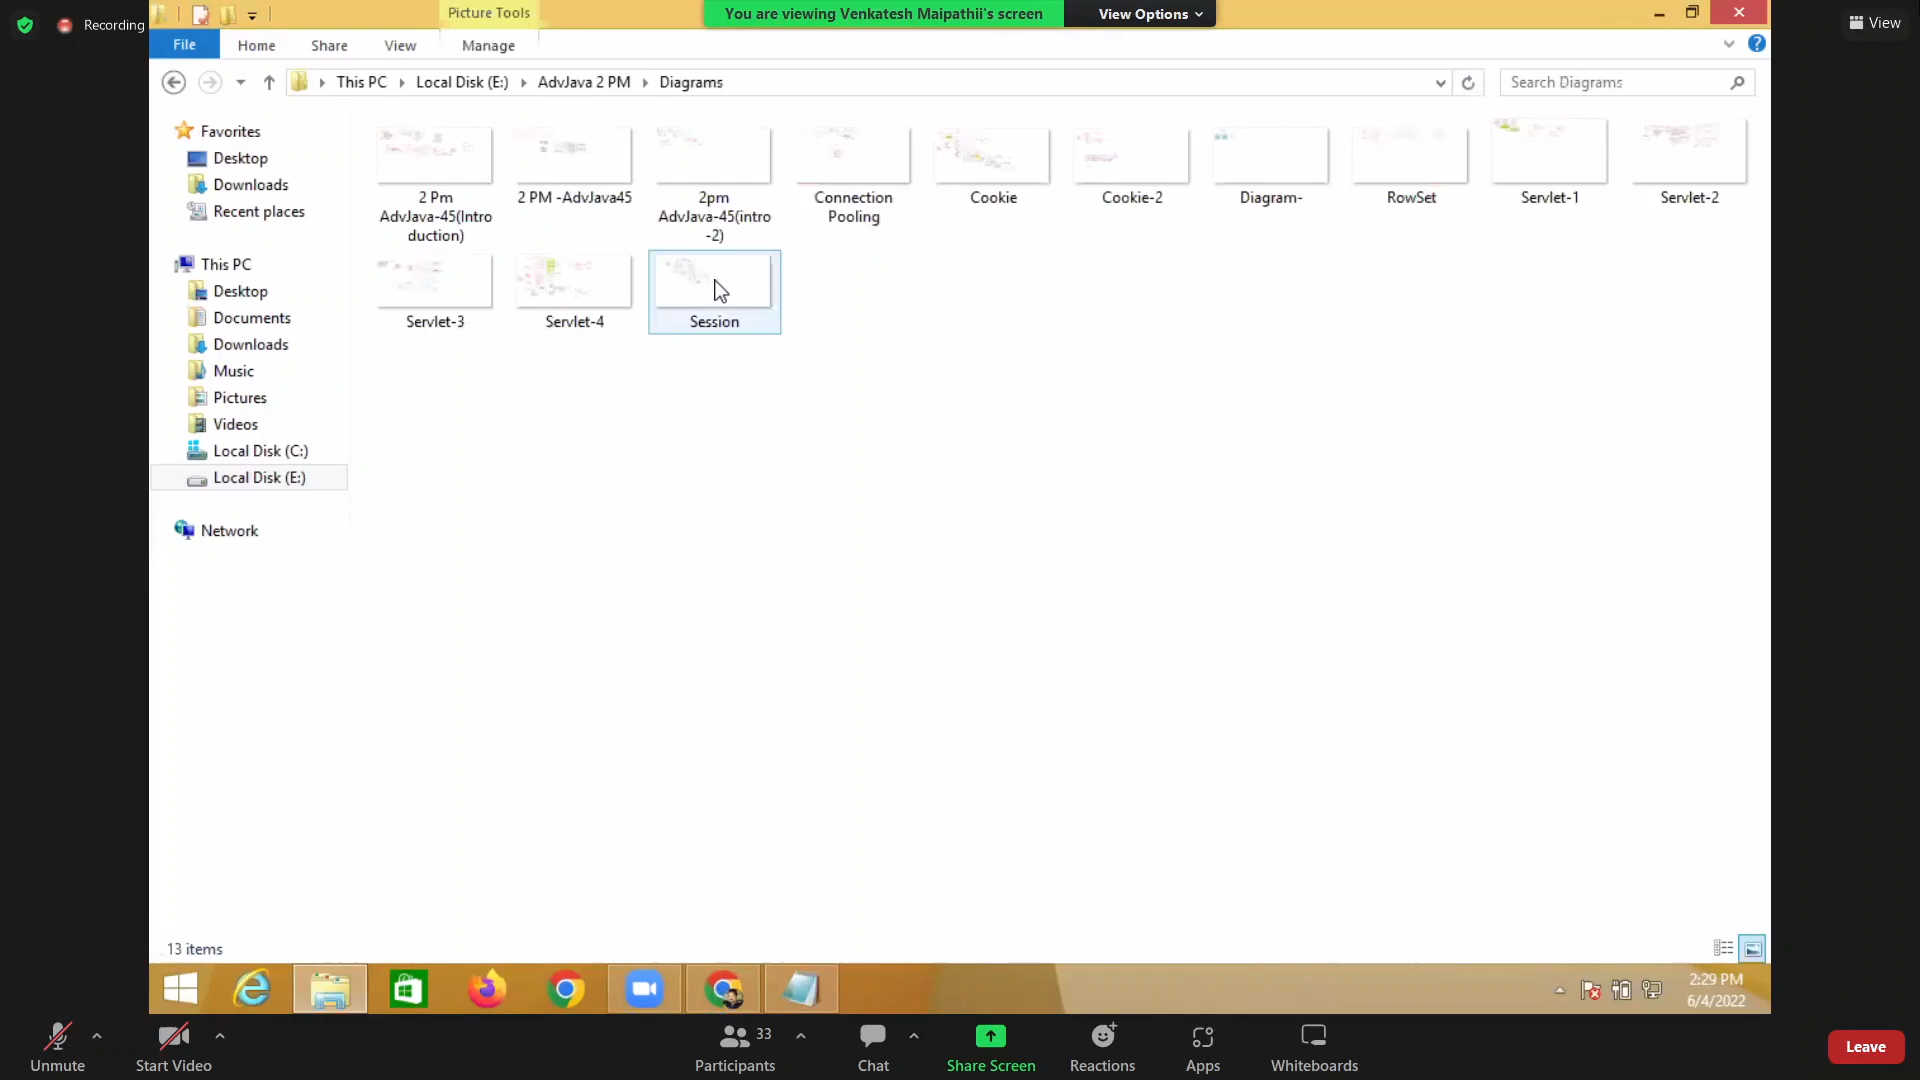 Recording
Picture Tools
You are viewing Venkatesh Maipathii's screen
View Options
View
File
Home
Share
View
Manage
This PC
Local Disk (E:)
AdvJava 2 PM
Diagrams
Search Diagrams
Favorites
Desktop
Downloads
Recent places
This PC
Desktop
Documents
Downloads
Music
Pictures
Videos
Local Disk (C:)
Local Disk (E:)
Network
2 Pm
AdvJava-45(Intro
duction)
2 PM -AdvJava45
2pm
AdvJava-45(intro
-2)
Connection
Pooling
Cookie
Cookie-2
Diagram-
RowSet
Servlet-1
Servlet-2
Servlet-3
Servlet-4
Session
13 items
2:29 PM
6/4/2022
Unmute
Start Video
33
Participants
Chat
Share Screen
Reactions
Apps
Whiteboards
Leave